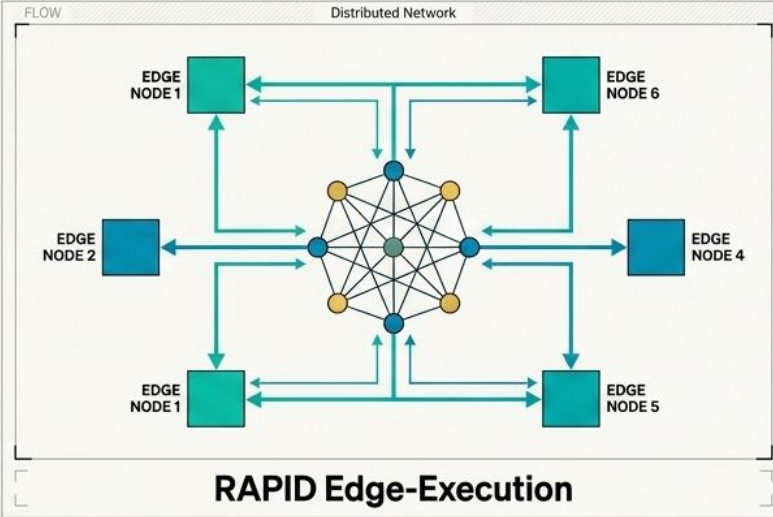 FLOW
Distributed Network
EDGE
NODE 1
EDGE
NODE 6
EDGE
NODE 2
EDGE
NODE 4
EDGE
NODE 1
EDGE
NODE 5
RAPID Edge-Execution